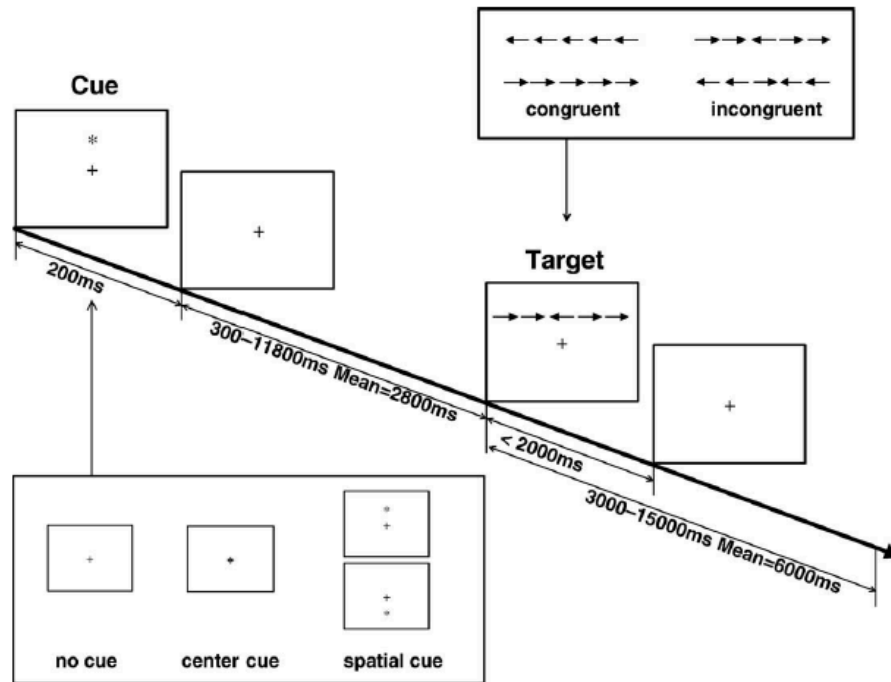 congruent
incongruent
Cue
*
+
+
200ms
300–11800ms Mean=2800ms
Target
+
+
< 2000ms
3000–15000ms Mean=6000ms
+
*
+
+
*
no cue
center cue
spatial cue